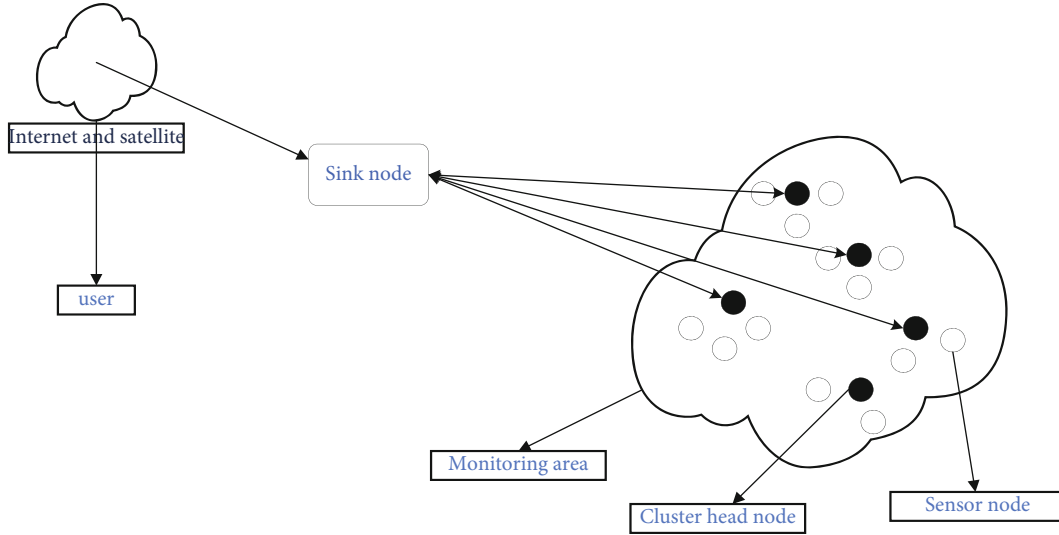 Internet and satellite
Sink node
user
Monitoring area
Cluster head node
Sensor node